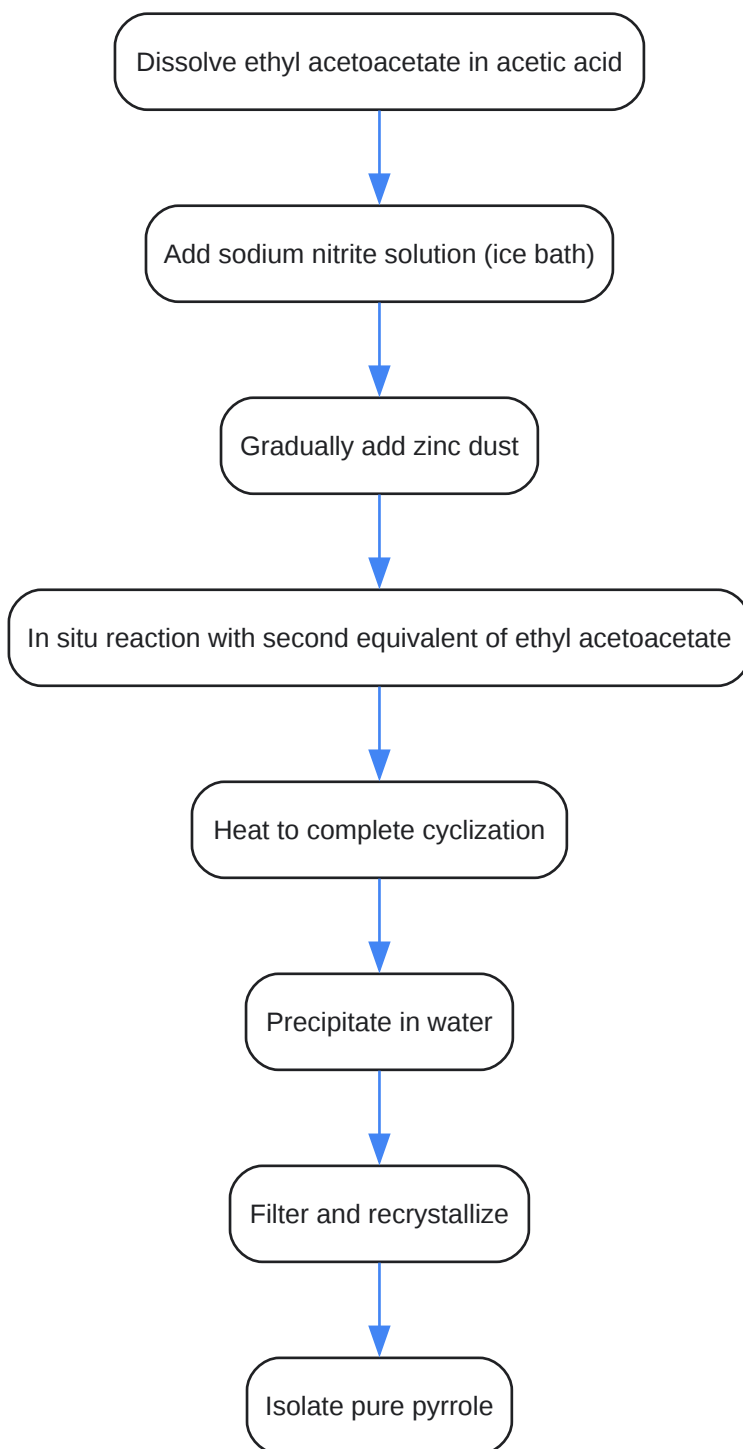 Dissolve ethyl acetoacetate in acetic acid
Add sodium nitrite solution (ice bath)
Gradually add zinc dust
In situ reaction with second equivalent of ethyl acetoacetate
Heat to complete cyclization
Precipitate in water
Filter and recrystallize
Isolate pure pyrrole